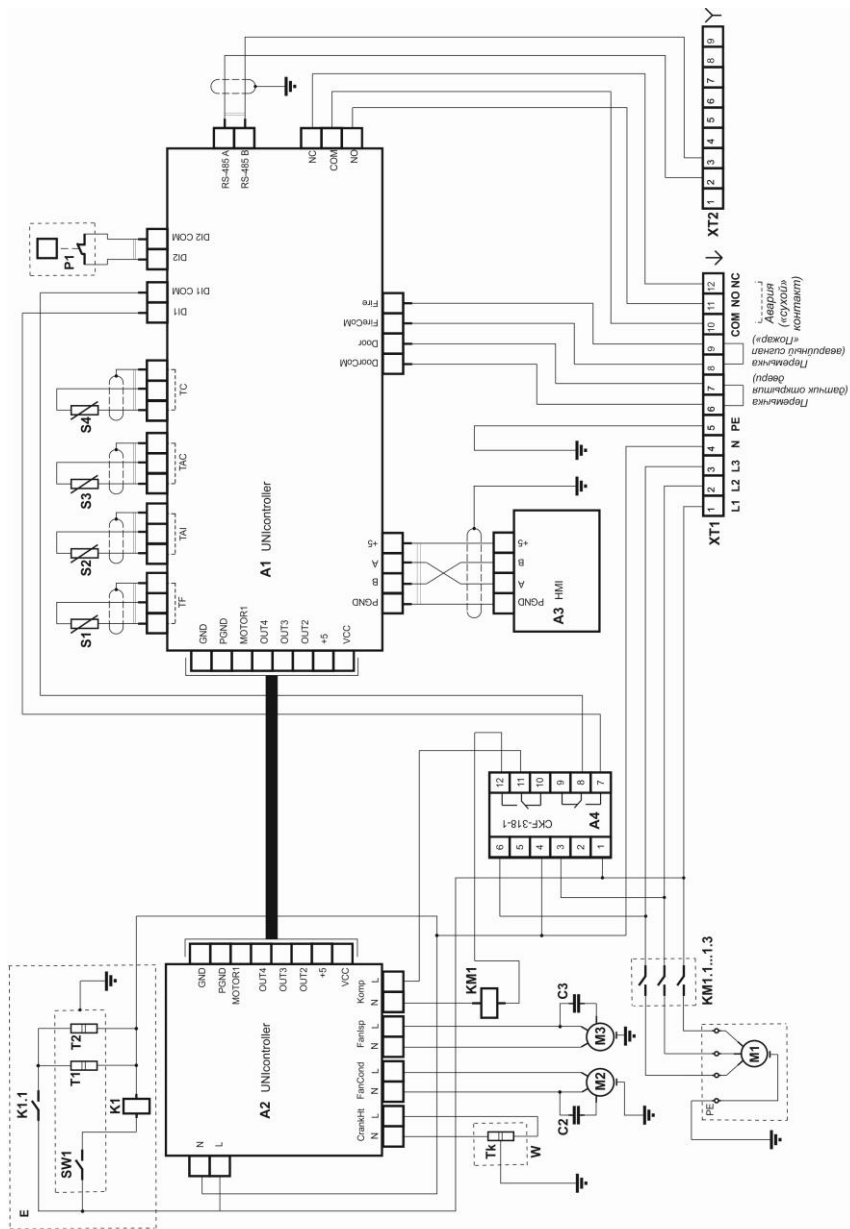 E
K1.1
SW1
T1
T2
K1
A2 UNIcontroller
N
L
GND
PGND
MOTOR1
OUT4
OUT3
OUT2
+5
VCC
CrankHt
N L
FanCond
N L
FanIsp
N L
Komp
N L
Tk
W
C2
M2
C3
M3
KM1
A4
CKF-318-1
6
5
4
3
2
1
12
11
10
9
8
7
KM1.1...1.3
PE
M1
S1
TF
S2
TAI
S3
TAC
S4
TC
DI1
DI1 COM
DI2
DI2 COM
P1
A1 UNIcontroller
GND
PGND
MOTOR1
OUT4
OUT3
OUT2
+5
VCC
PGND
B
A
+5
PGND
A
B
+5
A3 HMI
DoorCoM
Door
FireCoM
Fire
RS-485 A
RS-485 B
NC
COM
NO
XT1
1 2 3 4 5 6 7 8 9 10 11 12
L1 L2 L3 N PE
COM NO NC
Перемычка
(датчик открытия
двери)
Перемычка
(аварийный сигнал
«Пожар»)
Авария
(«сухой»
контакт)
XT2
1 2 3 4 5 6 7 8 9